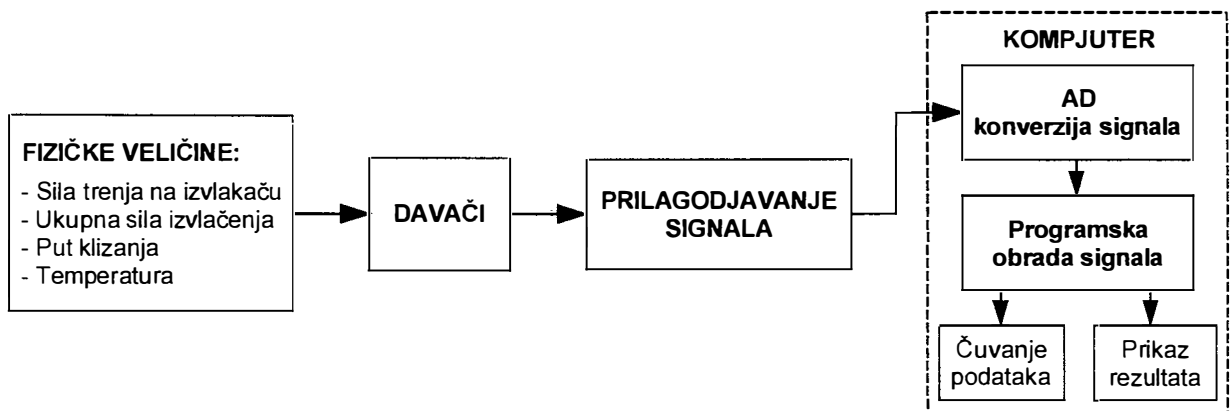 FIZIČKE VELIČINE:
- Sila trenja na izvlakaču
- Ukupna sila izvlačenja
- Put klizanja
- Temperatura
DAVAČI
PRILAGODJAVANJE
SIGNALA
KOMPJUTER
AD
konverzija signala
Programska
obrada signala
Čuvanje
podataka
Prikaz
rezultata